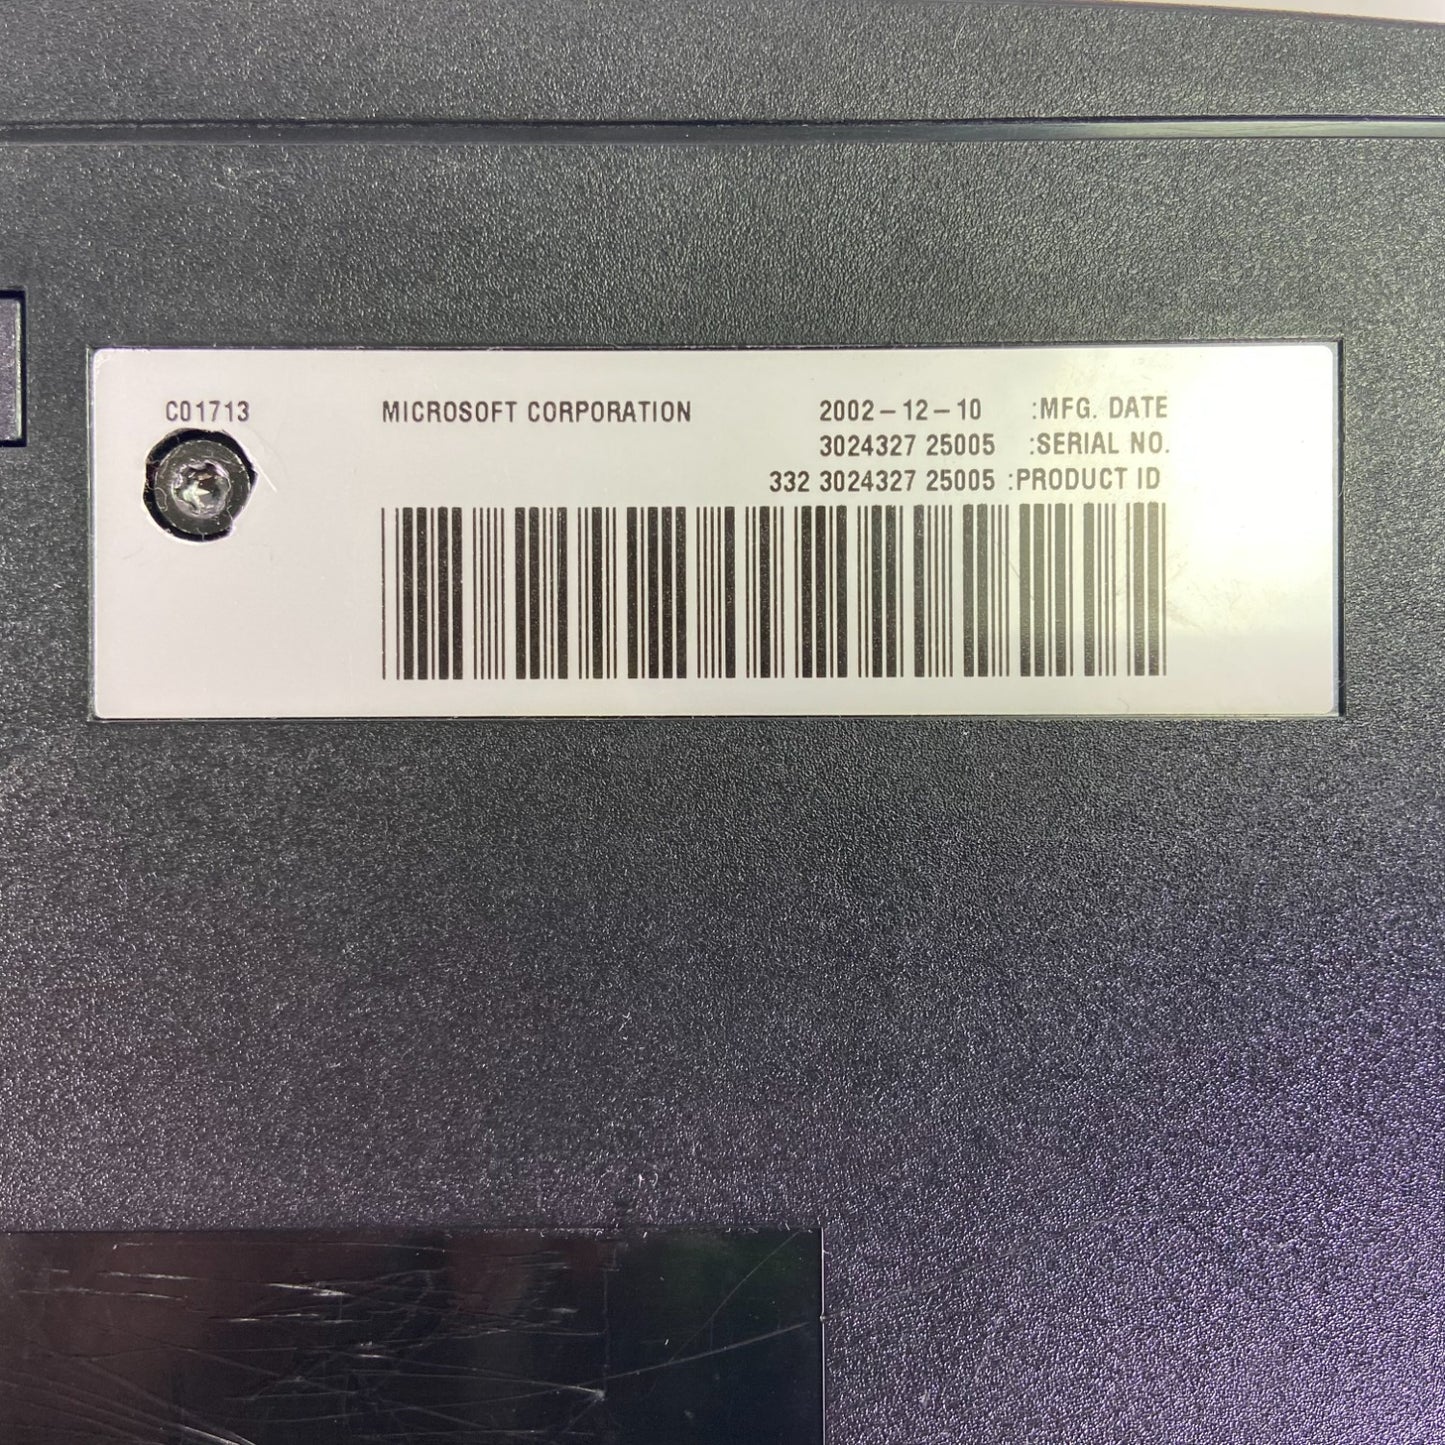 C01713 MICROSOFT CORPORATION 2002-12-10 :MFG. DATE
3024327 25005 :SERIAL NO.
332 3024327 25005 :PRODUCT ID